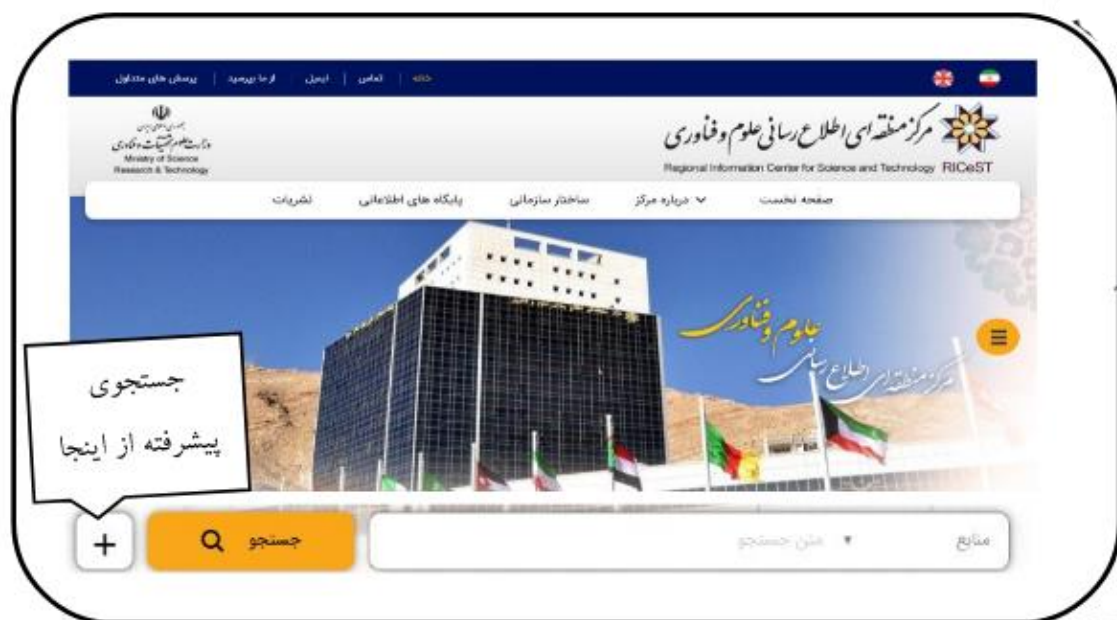 خانه | تماس | ایمیل | از ما بپرسید | پرسش های متداول
مرکز منطقه ای اطلاع رسانی علوم و فناوری
Regional Information Center for Science and Technology RICeST
وزارت علوم تحقیقات و فناوری
Ministry of Science
Research & Technology
صفحه نخست
درباره مرکز
ساختار سازمانی
پایگاه های اطلاعاتی
نشریات
علوم و فناوری
مرکز منطقه ای اطلاع رسانی
جستجوی
پیشرفته از اینجا
منابع
متن جستجو
جستجو
+